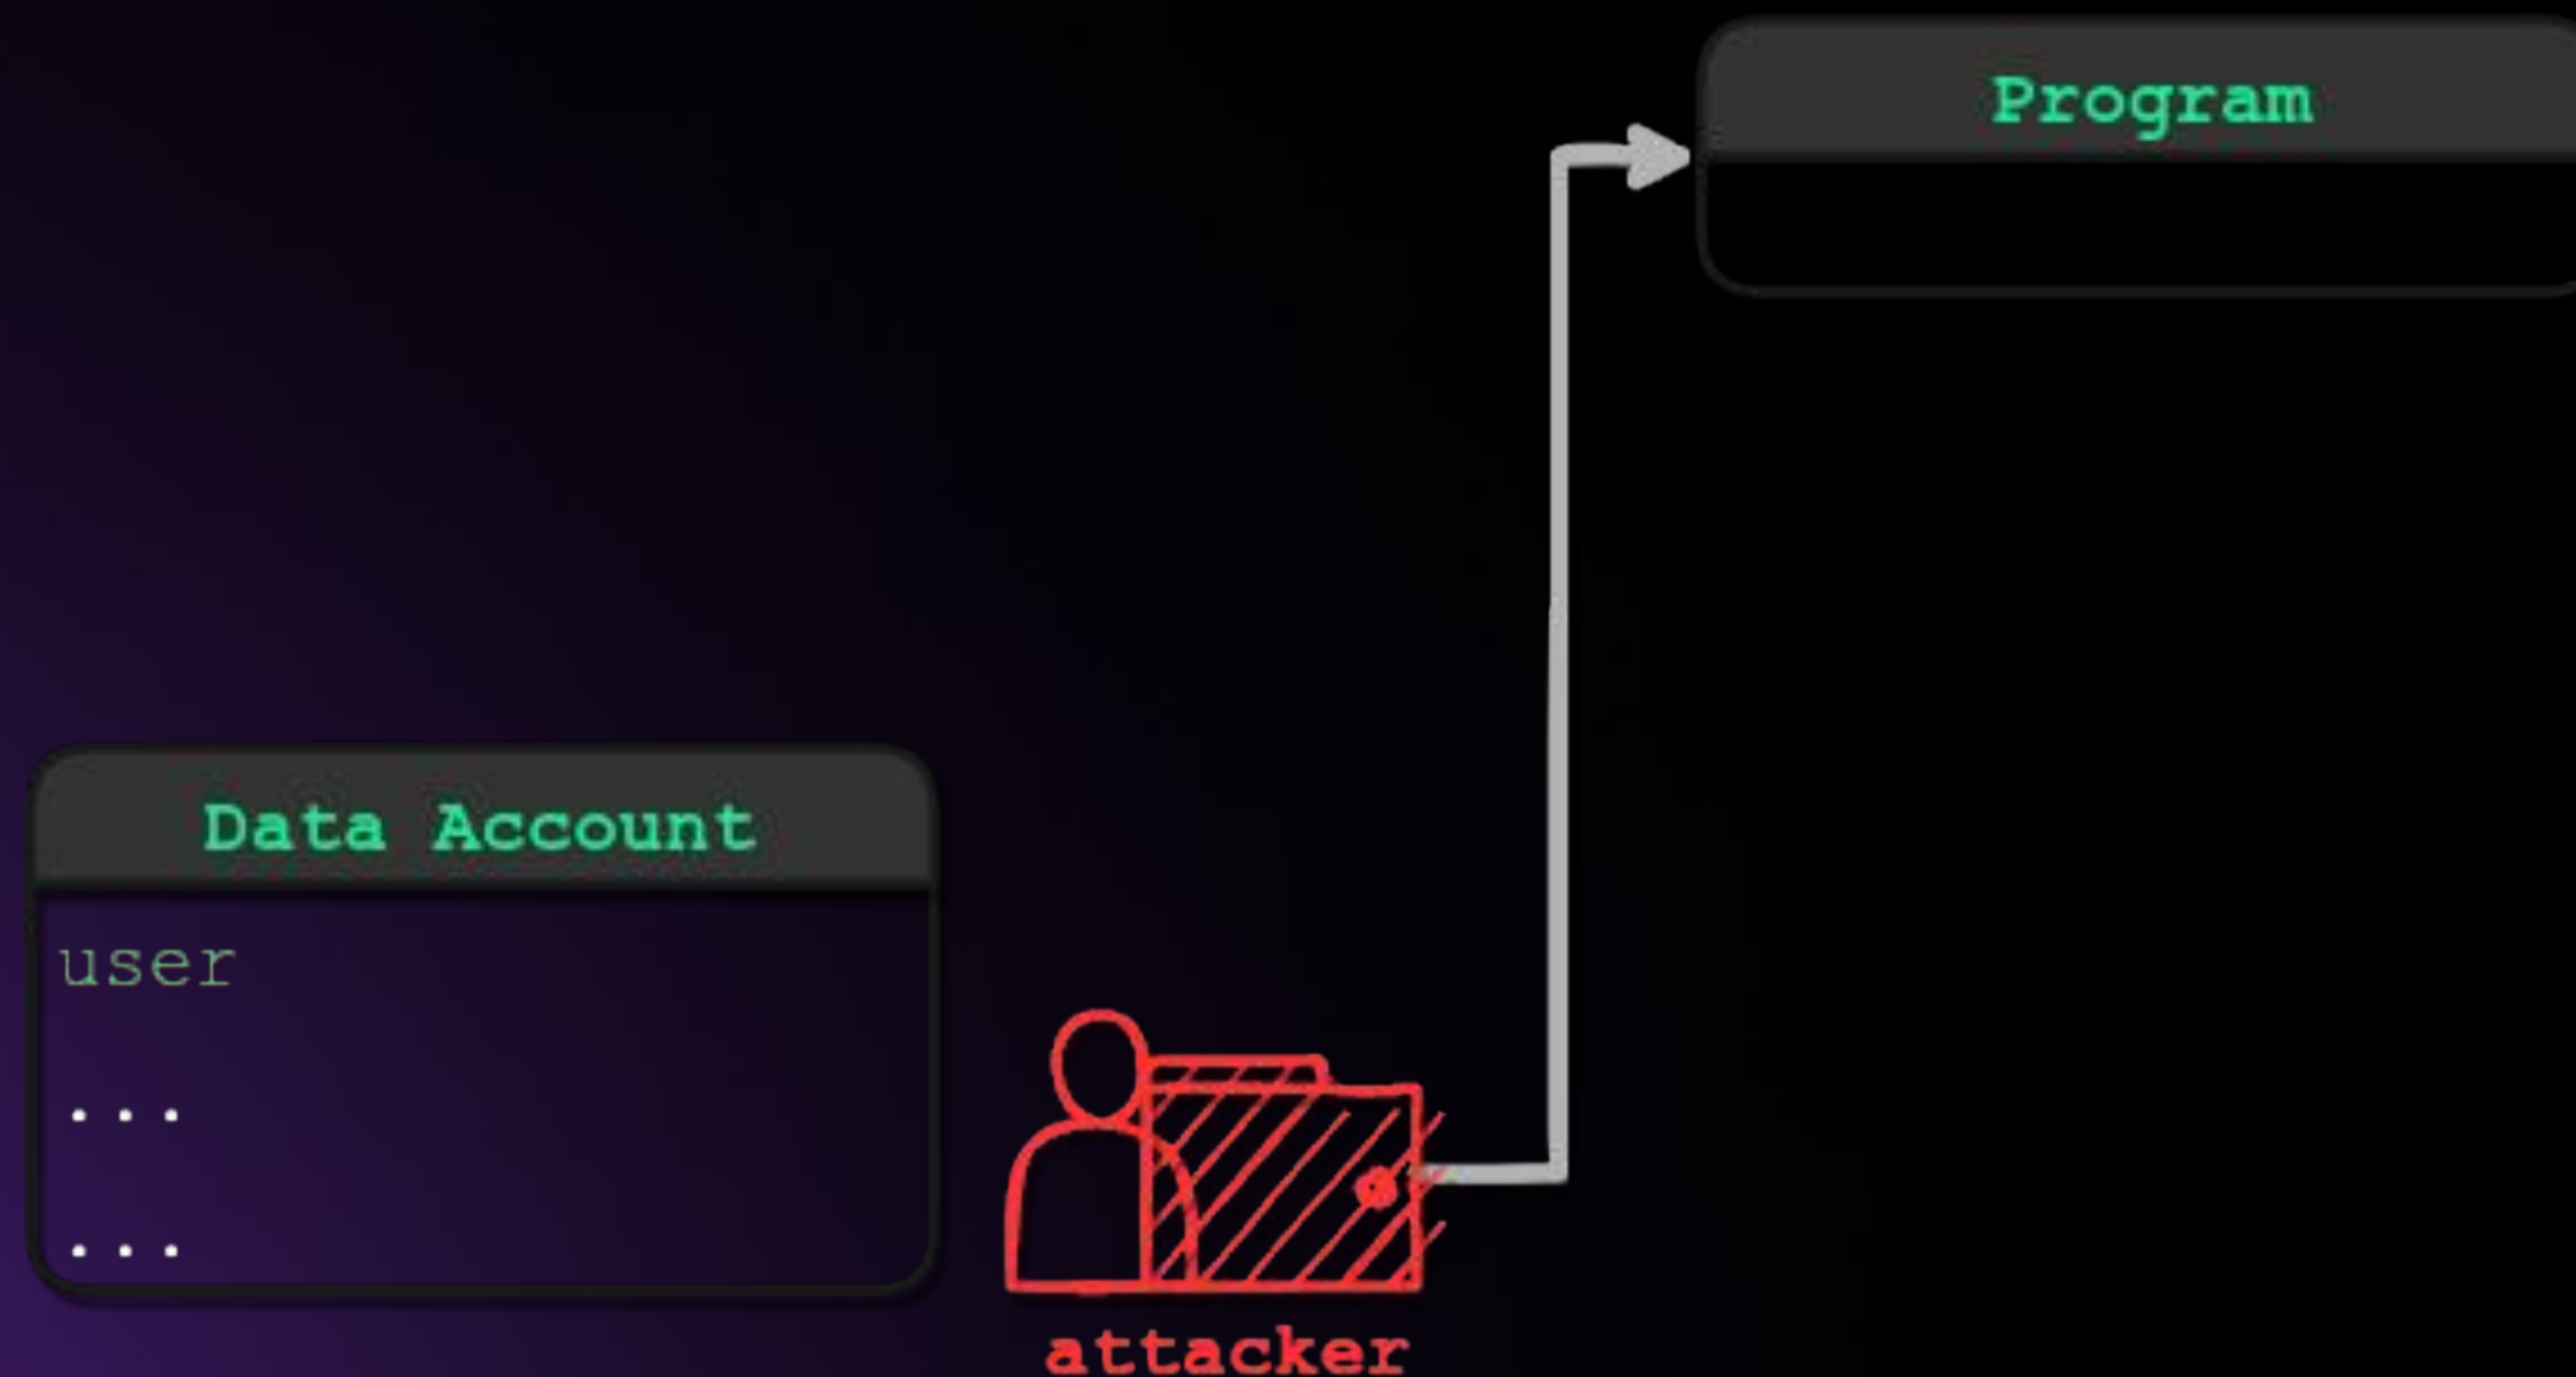 Program
Data Account
user
...
...
attacker